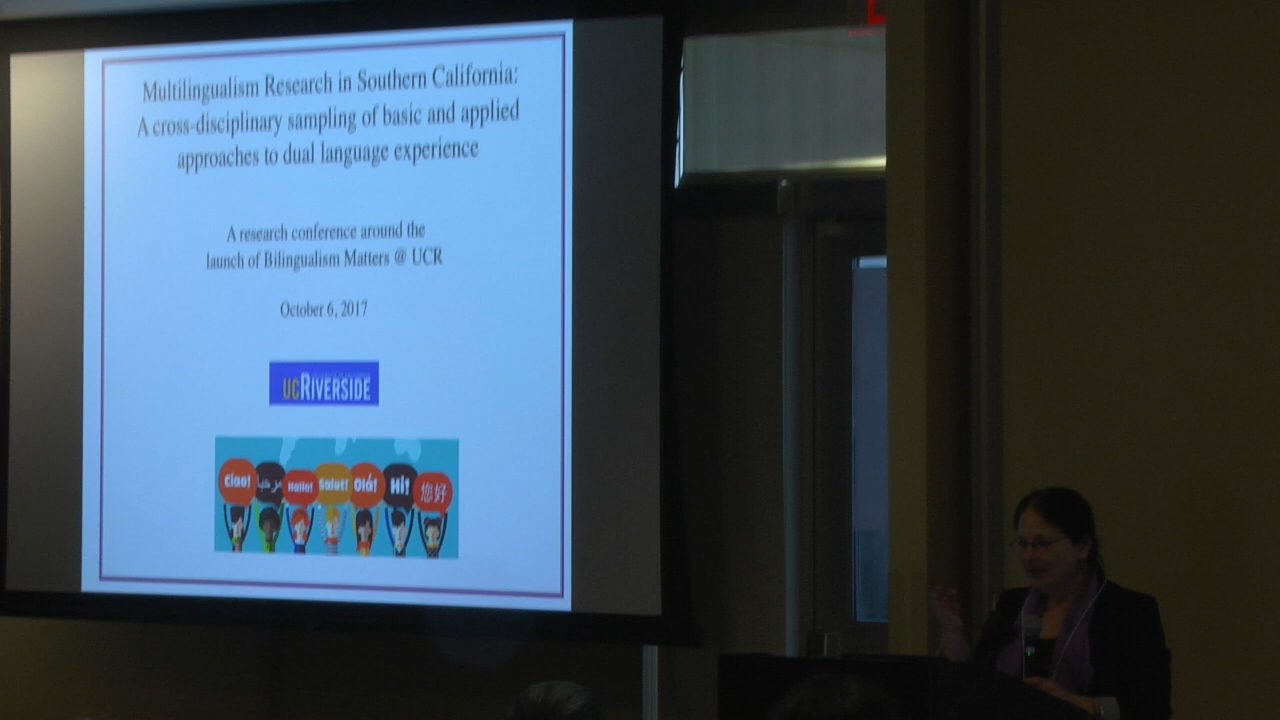 Multilingualism Research in Southern California:
A cross-disciplinary sampling of basic and applied
approaches to dual language experience
A research conference around the
launch of Bilingualism Matters @ UCR
October 6, 2017
UCRIVERSIDE
Ciao!
مرحبا
Hallo!
Salut!
Olá!
Hi!
您好